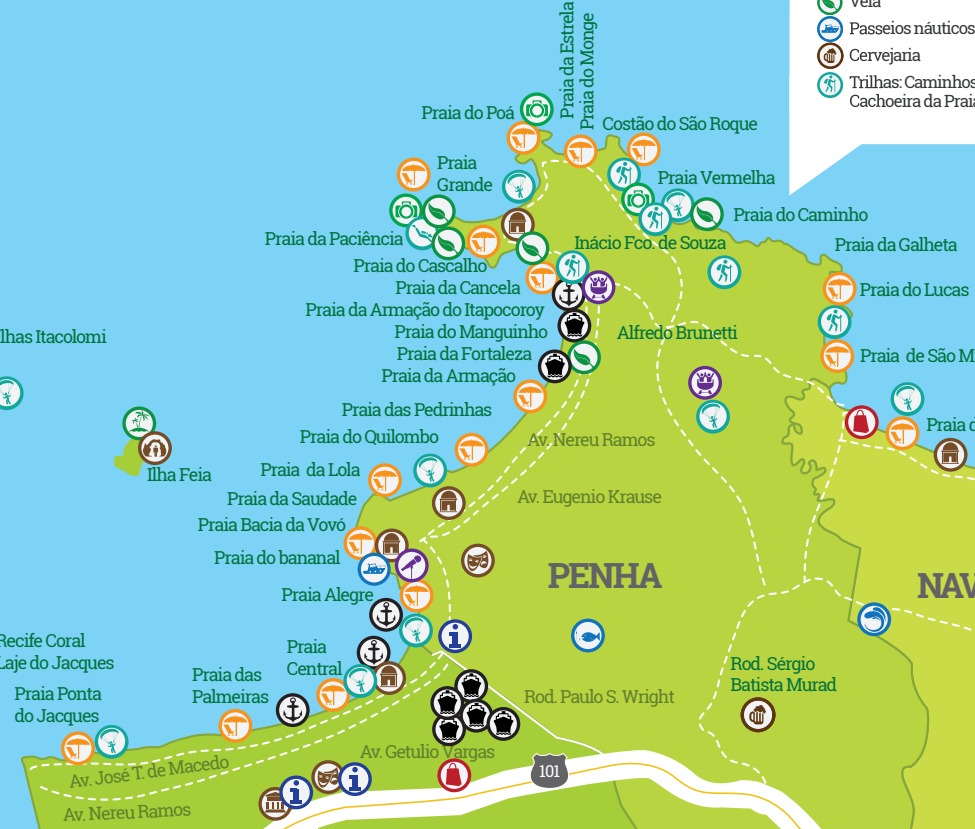 Vela
Passeios náuticos
Cervejaria
Trilhas: Caminhos
Cachoeira da
Praia da Estrela
Praia do Monge
Praia do Poá
Costão do São Roque
Praia
Grande
Praia Vermelha
Praia do Caminho
Praia da Paciência
Inácio Fco. de Souza
Praia da Galheta
Praia do Cascalho
Praia da Cancela
Praia do Lucas
Praia da Armação do Itapocoroy
Praia do Manguinho
Alfredo Brunetti
lhas Itacolomi
Praia da Fortaleza
Praia de São M
Praia da Armação
Praia das Pedrinhas
Praia d
Praia do Quilombo
Av. Nereu Ramos
Praia da Lola
Ilha Feia
Praia da Saudade
Av. Eugenio Krause
Praia Bacia da Vovó
Praia do bananal
PENHA
NAV
Praia Alegre
Recife Coral
Laje do Jacques
Praia
Central
Praia das
Palmeiras
Rod. Sérgio
Batista Murad
Praia Ponta
do Jacques
Rod. Paulo S. Wright
Av. Getulio Vargas
Av. José T. de Macedo
101
Av. Nereu Ramos